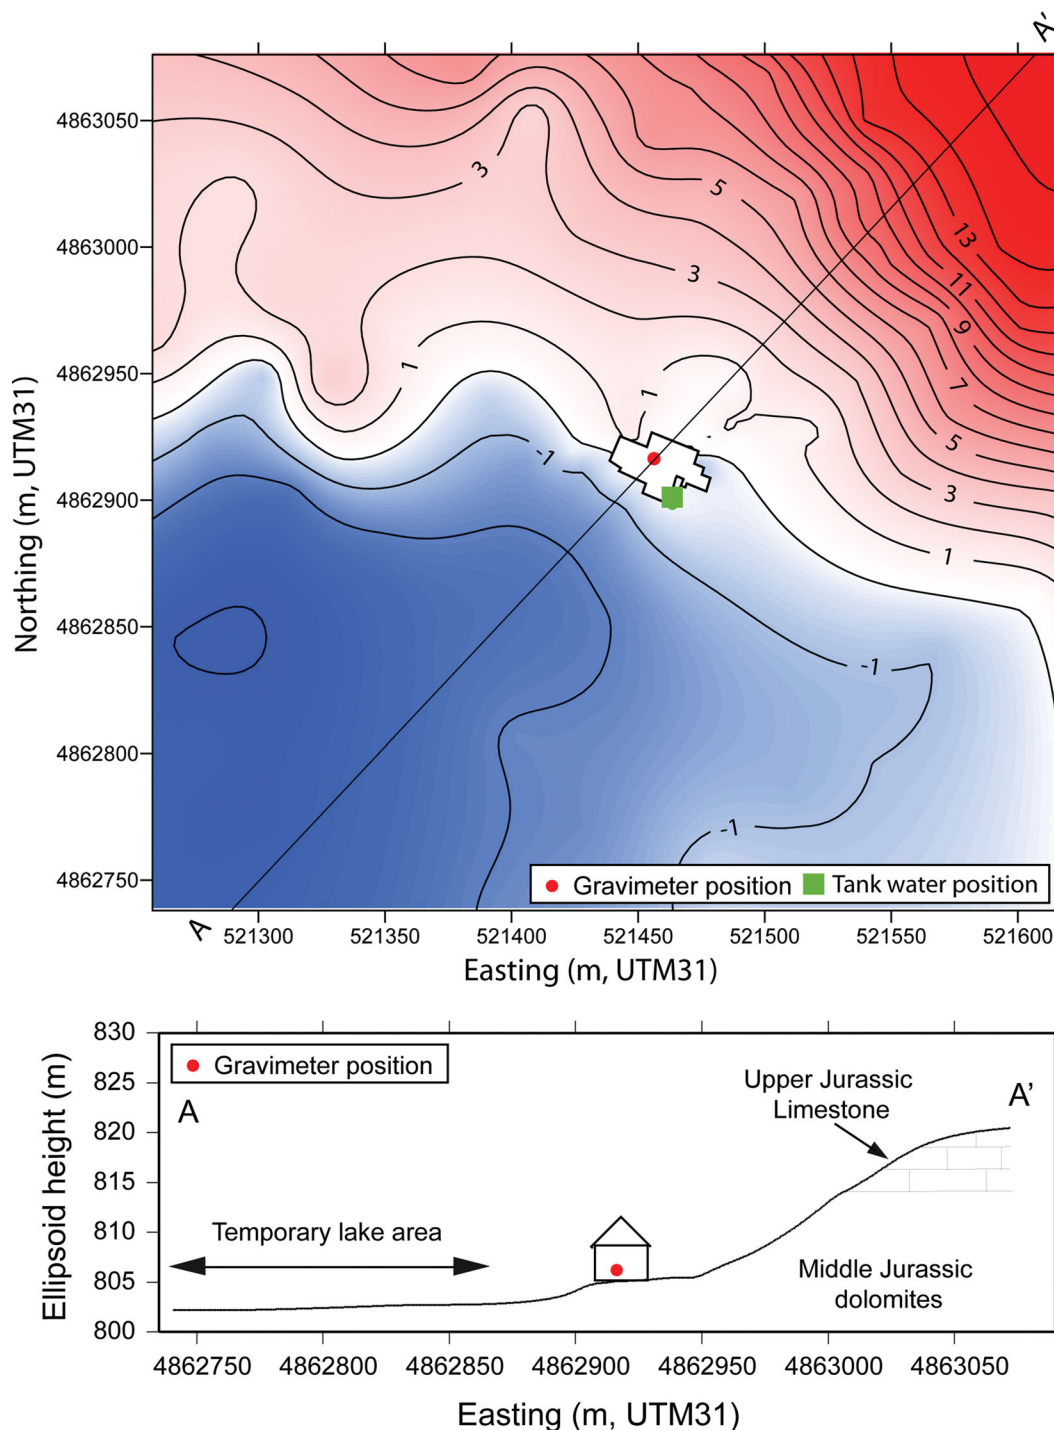 A'
4863050
4863000
4862950
4862900
4862850
4862800
4862750
Northing (m, UTM31)
3
5
3
13
11
9
7
5
3
1
1
1
-1
-1
-1
Gravimeter position
Tank water position
A
521300
521350
521400
521450
521500
521550
521600
Easting (m, UTM31)
830
825
820
815
810
805
800
Ellipsoid height (m)
Gravimeter position
A
A'
Upper Jurassic
Limestone
Temporary lake area
Middle Jurassic
dolomites
4862750
4862800
4862850
4862900
4862950
4863000
4863050
Easting (m, UTM31)